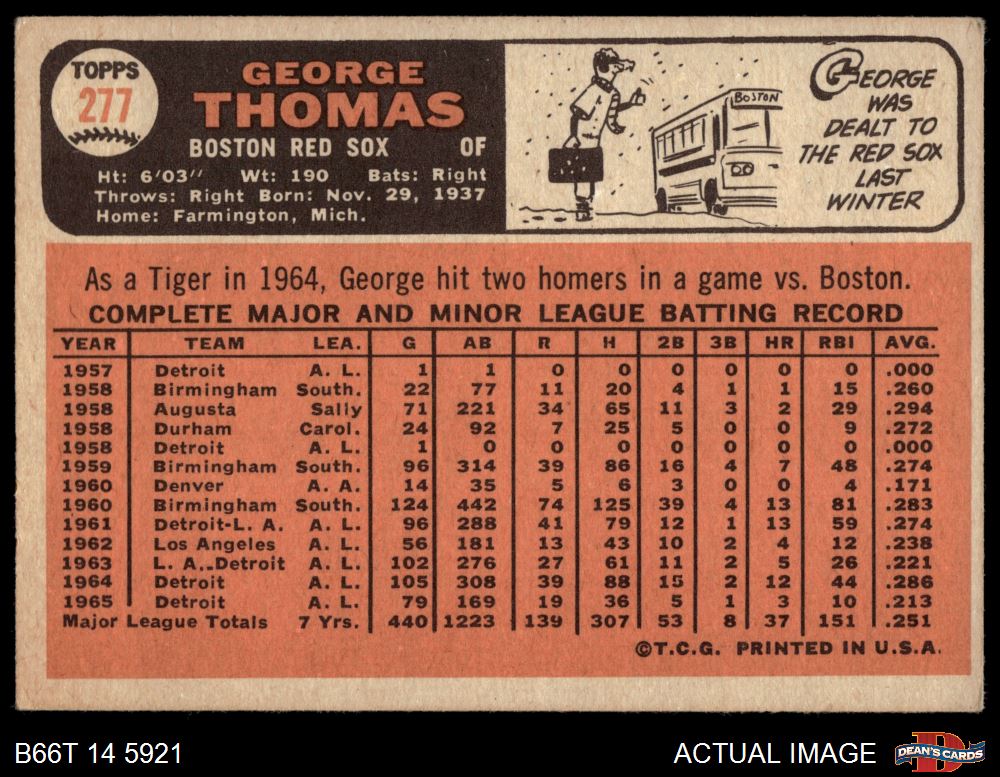 TOPPS
277
GEORGE
THOMAS
BOSTON RED SOX OF
Ht: 6'03" Wt: 190 Bats: Right
Throws: Right Born: Nov. 29, 1937
Home: Farmington, Mich.
BOSTON
GEORGE
WAS
DEALT TO
THE RED SOX
LAST
WINTER
As a Tiger in 1964, George hit two homers in a game vs. Boston.
COMPLETE MAJOR AND MINOR LEAGUE BATTING RECORD
YEAR TEAM LEA. G AB R H 2B 3B HR RBI AVG.
1957 Detroit A. L. 1 1 0 0 0 0 0 0 .000
1958 Birmingham South. 22 77 11 20 4 1 1 15 .260
1958 Augusta Sally 71 221 34 65 11 3 2 29 .294
1958 Durham Carol. 24 92 7 25 5 0 0 9 .272
1958 Detroit A. L. 1 0 0 0 0 0 0 0 .000
1959 Birmingham South. 96 314 39 86 16 4 7 48 .274
1960 Denver A. A. 14 35 5 6 3 0 0 4 .171
1960 Birmingham South. 124 442 74 125 39 4 13 81 .283
1961 Detroit-L. A. A. L. 96 288 41 79 12 1 13 59 .274
1962 Los Angeles A. L. 56 181 13 43 10 2 4 12 .238
1963 L. A.-Detroit A. L. 102 276 27 61 11 2 5 26 .221
1964 Detroit A. L. 105 308 39 88 15 2 12 44 .286
1965 Detroit A. L. 79 169 19 36 5 1 3 10 .213
Major League Totals 7 Yrs. 440 1223 139 307 53 8 37 151 .251
©T.C.G. PRINTED IN U.S.A.
B66T 14 5921 ACTUAL IMAGE
D
DEAN'S CARDS